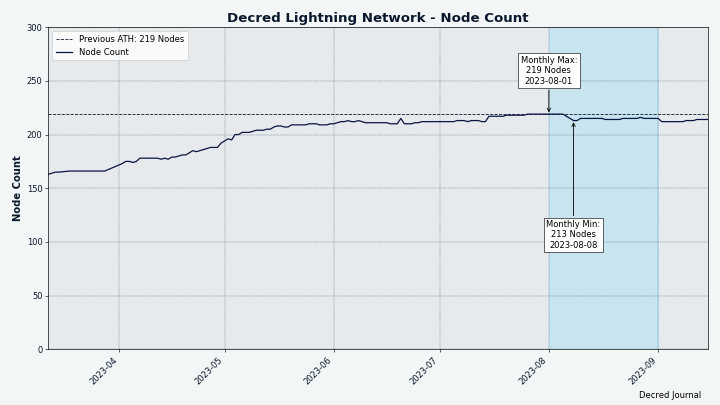 Decred Lightning Network - Node Count
Previous ATH: 219 Nodes
Node Count
Monthly Max:
219 Nodes
2023-08-01
Monthly Min:
213 Nodes
2023-08-08
Node Count
300
250
200
150
100
50
0
2023-04
2023-05
2023-06
2023-07
2023-08
2023-09
Decred Journal